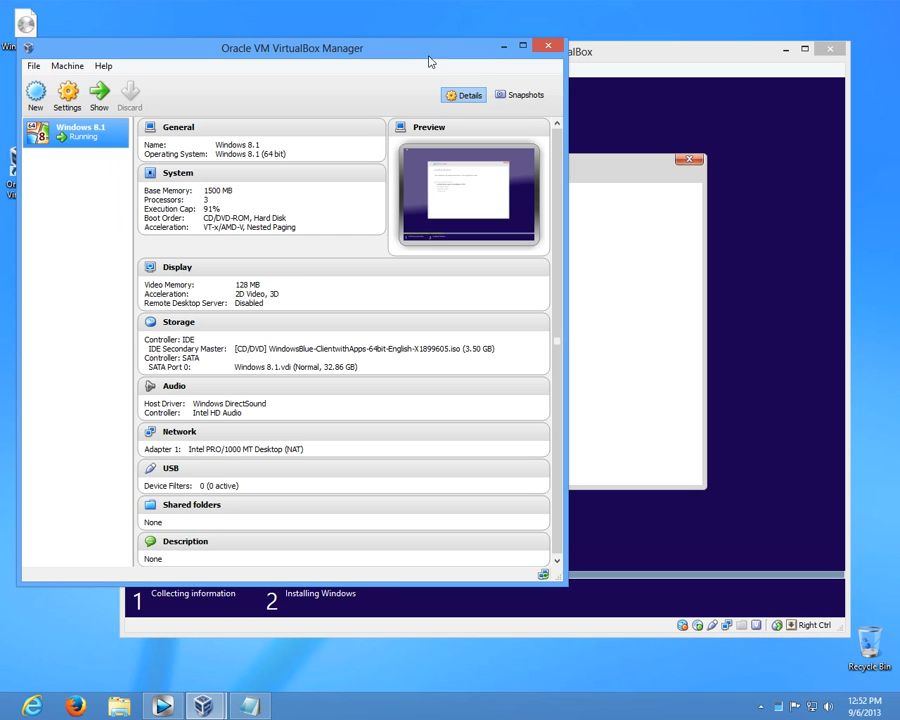 Win
Oracle VM VirtualBox Manager
alBox
File Machine Help
New Settings Show Discard
Details Snapshots
64
8
Windows 8.1
Running
General
Name: Windows 8.1
Operating System: Windows 8.1 (64 bit)
System
Base Memory: 1500 MB
Processors: 3
Execution Cap: 91%
Boot Order: CD/DVD-ROM, Hard Disk
Acceleration: VT-x/AMD-V, Nested Paging
Preview
Display
Video Memory: 128 MB
Acceleration: 2D Video, 3D
Remote Desktop Server: Disabled
Storage
Controller: IDE
IDE Secondary Master: [CD/DVD] WindowsBlue-ClientwithApps-64bit-English-X1899605.iso (3.50 GB)
Controller: SATA
SATA Port 0: Windows 8.1.vdi (Normal, 32.86 GB)
Audio
Host Driver: Windows DirectSound
Controller: Intel HD Audio
Network
Adapter 1: Intel PRO/1000 MT Desktop (NAT)
USB
Device Filters: 0 (0 active)
Shared folders
None
Description
None
Or
Vi
1 Collecting information 2 Installing Windows
Right Ctrl
Recycle Bin
12:52 PM
9/6/2013